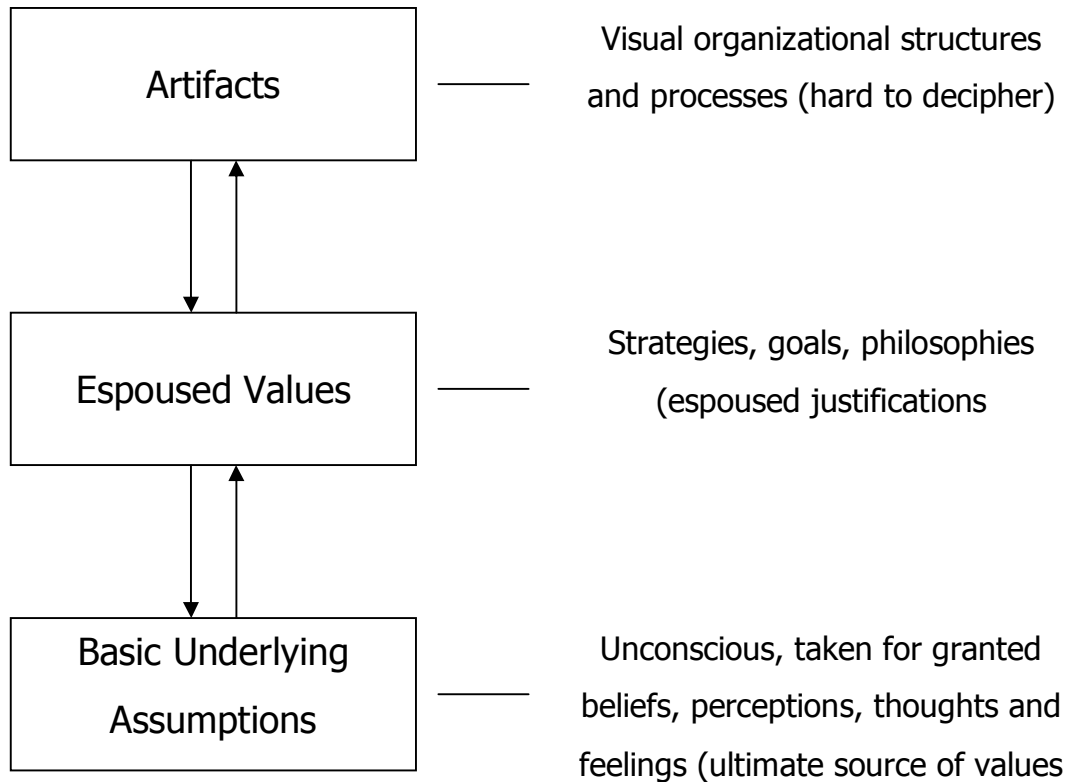 Artifacts
Visual organizational structures
and processes (hard to decipher)
Espoused Values
Strategies, goals, philosophies
(espoused justifications
Basic Underlying
Assumptions
Unconscious, taken for granted
beliefs, perceptions, thoughts and
feelings (ultimate source of values